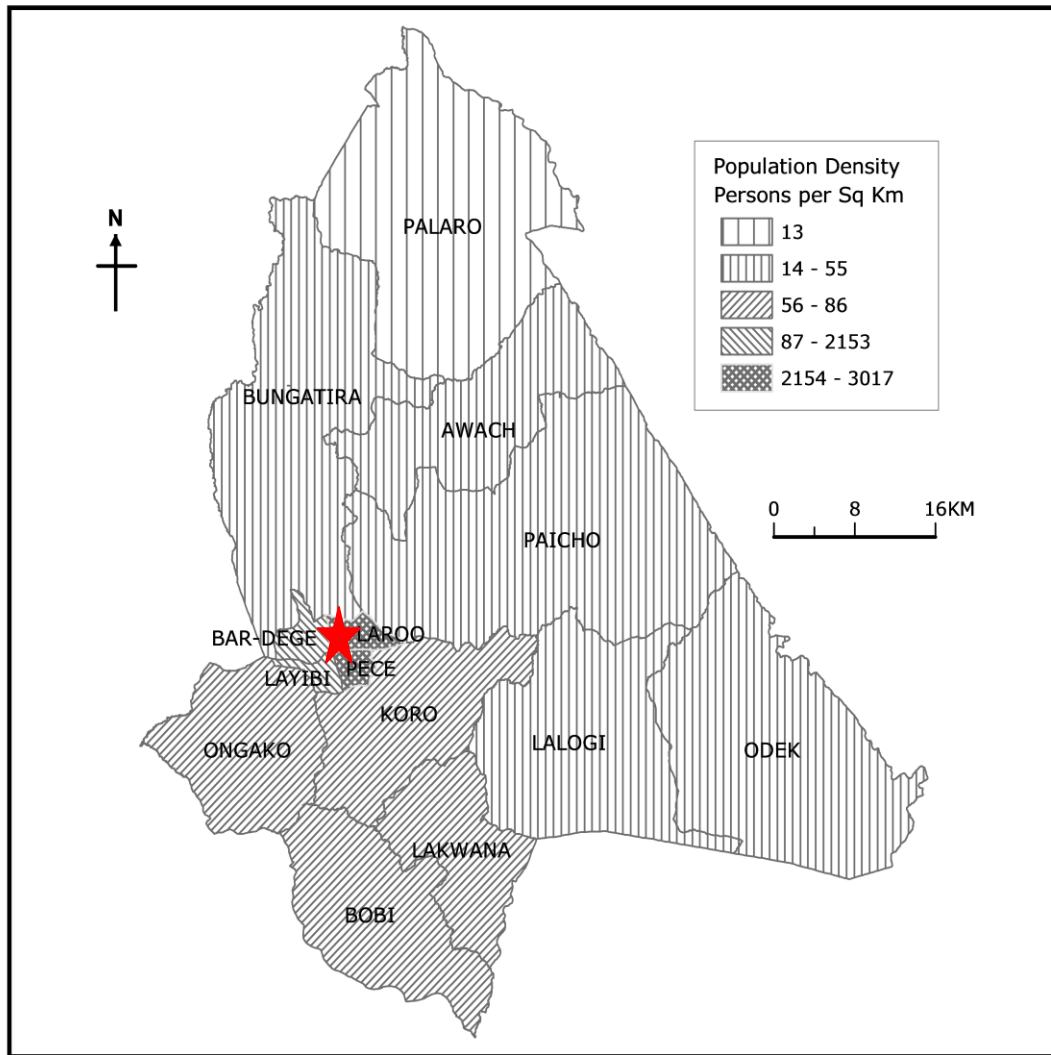 Population Density
Persons per Sq Km
13
14 - 55
56 - 86
87 - 2153
2154 - 3017
N
PALARO
BUNGATIRA
AWACH
0 8 16KM
PAICHO
BAR-DEGE
LAROO
PECE
LAYIBI
KORO
ONGAKO
LALOGI
ODEK
LAKWANA
BOBI